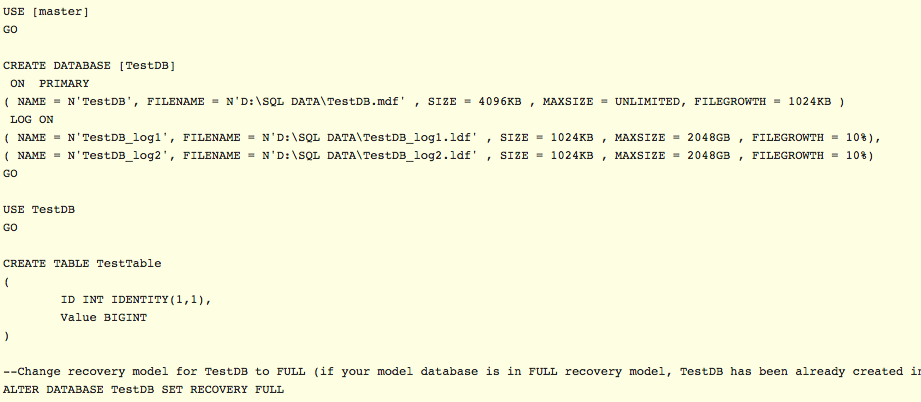 USE [master]
GO
CREATE DATABASE [TestDB]
ON  PRIMARY
( NAME = N'TestDB', FILENAME = N'D:\SQL DATA\TestDB.mdf' , SIZE = 4096KB , MAXSIZE = UNLIMITED, FILEGROWTH = 1024KB )
LOG ON
( NAME = N'TestDB_log1', FILENAME = N'D:\SQL DATA\TestDB_log1.ldf' , SIZE = 1024KB , MAXSIZE = 2048GB , FILEGROWTH = 10%),
( NAME = N'TestDB_log2', FILENAME = N'D:\SQL DATA\TestDB_log2.ldf' , SIZE = 1024KB , MAXSIZE = 2048GB , FILEGROWTH = 10%)
GO
USE TestDB
GO
CREATE TABLE TestTable
(
ID INT IDENTITY(1,1),
Value BIGINT
)
--Change recovery model for TestDB to FULL (if your model database is in FULL recovery model, TestDB has been already created in
ALTER DATABASE TestDB SET RECOVERY FULL